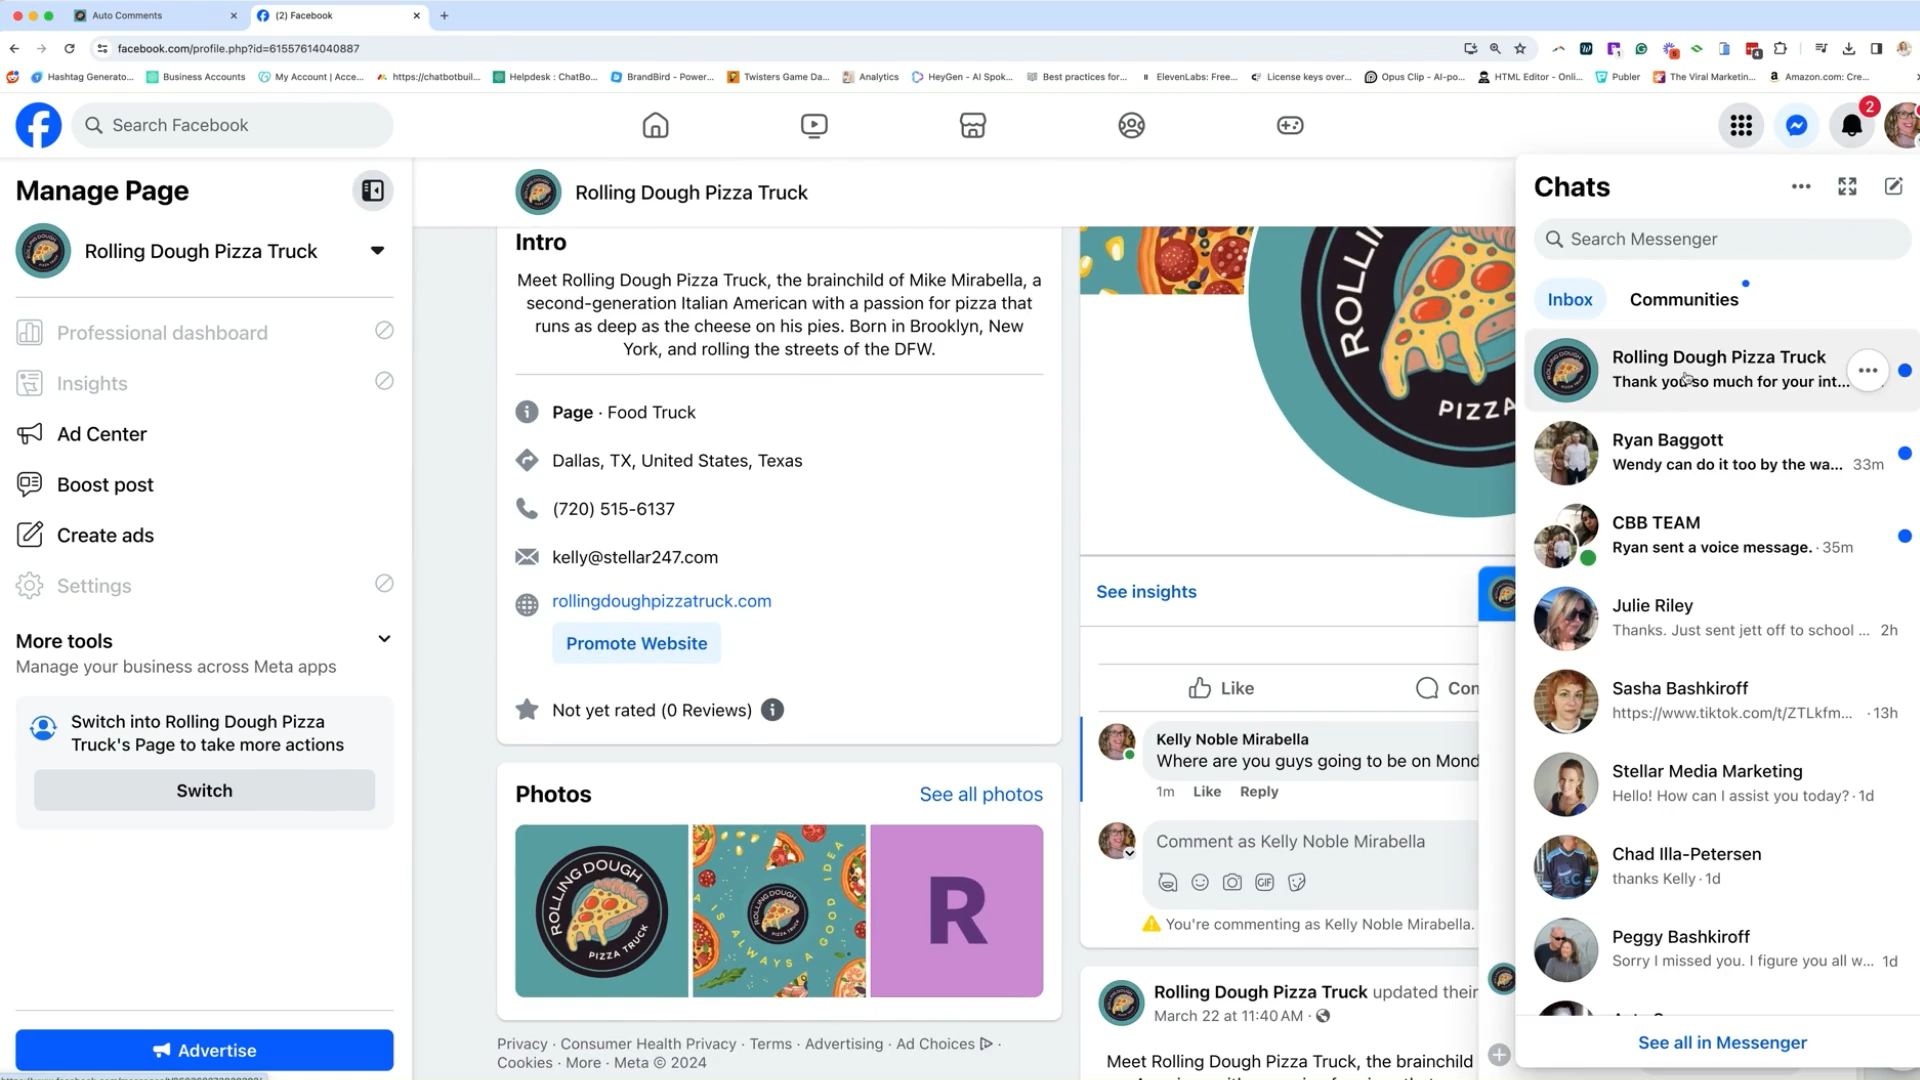 Auto Comments
(2) Facebook
facebook.com/profile.php?id=61557614040887
Hashtag Generato...
Business Accounts
My Account | Acce...
https://chatbotbuil...
Helpdesk : ChatBo...
BrandBird - Power...
Twisters Game Da...
Analytics
HeyGen - AI Spok...
Best practices for...
ElevenLabs: Free...
License keys over...
Opus Clip - AI-po...
HTML Editor - Onli...
Publer
The Viral Marketin...
Amazon.com: Cre...
Search Facebook
2
Manage Page
Rolling Dough Pizza Truck
Professional dashboard
Insights
Ad Center
Boost post
Create ads
Settings
More tools
Manage your business across Meta apps
Switch into Rolling Dough Pizza
Truck's Page to take more actions
Switch
Advertise
Rolling Dough Pizza Truck
Intro
Meet Rolling Dough Pizza Truck, the brainchild of Mike Mirabella, a
second-generation Italian American with a passion for pizza that
runs as deep as the cheese on his pies. Born in Brooklyn, New
York, and rolling the streets of the DFW.
Page · Food Truck
Dallas, TX, United States, Texas
(720) 515-6137
kelly@stellar247.com
rollingdoughpizzatruck.com
Promote Website
Not yet rated (0 Reviews)
Photos
See all photos
ROLLING DOUGH
PIZZA TRUCK
A IS ALWAYS A GOOD IDEA
ROLLING DOUGH
R
Privacy · Consumer Health Privacy · Terms · Advertising · Ad Choices ·
Cookies · More · Meta © 2024
ROLLIN
PIZZA
See insights
Like
Con
Kelly Noble Mirabella
Where are you guys going to be on Mond
1m Like Reply
Comment as Kelly Noble Mirabella
GIF
You're commenting as Kelly Noble Mirabella.
Rolling Dough Pizza Truck updated their
March 22 at 11:40 AM ·
Meet Rolling Dough Pizza Truck, the brainchild
Chats
Search Messenger
Inbox
Communities
Rolling Dough Pizza Truck
Thank you so much for your int...
Ryan Baggott
Wendy can do it too by the wa... 33m
CBB TEAM
Ryan sent a voice message. · 35m
Julie Riley
Thanks. Just sent jett off to school ... 2h
Sasha Bashkiroff
https://www.tiktok.com/t/ZTLkfm... · 13h
Stellar Media Marketing
Hello! How can I assist you today? · 1d
Chad Illa-Petersen
thanks Kelly · 1d
Peggy Bashkiroff
Sorry I missed you. I figure you all w... 1d
See all in Messenger